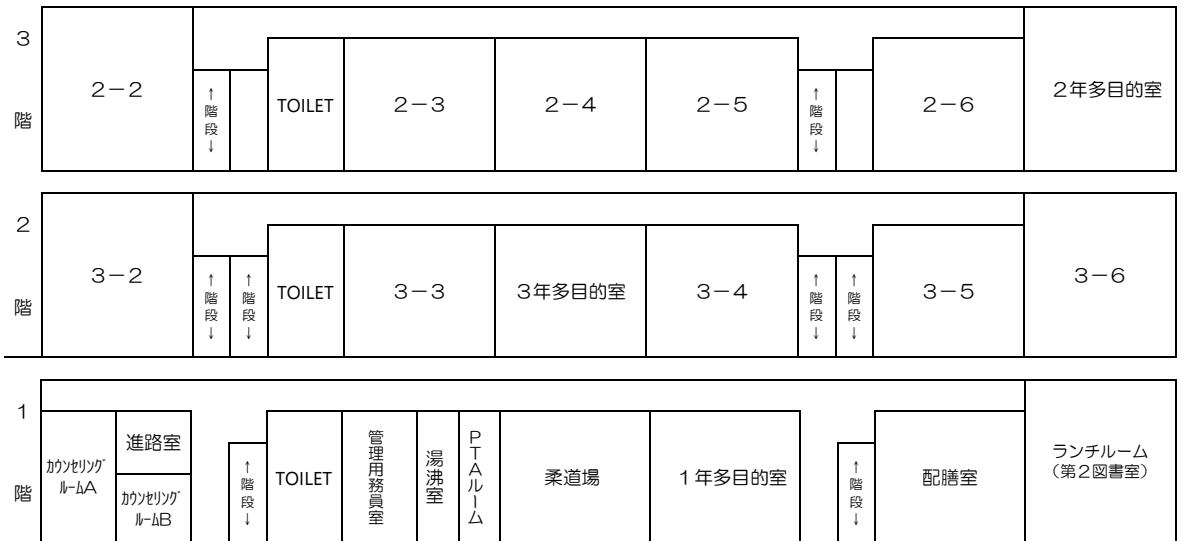 3
階
2-2
↑階段↓
TOILET
2-3
2-4
2-5
↑階段↓
2-6
2年多目的室
2
階
3-2
↑階段↓
↑階段↓
TOILET
3-3
3年多目的室
3-4
↑階段↓
↑階段↓
3-5
3-6
1
階
カウンセリング
ルームA
進路室
カウンセリング
ルームB
↑階段↓
TOILET
管理用務員室
湯沸室
PTAルーム
柔道場
1年多目的室
↑階段↓
配膳室
ランチルーム
(第2図書室)